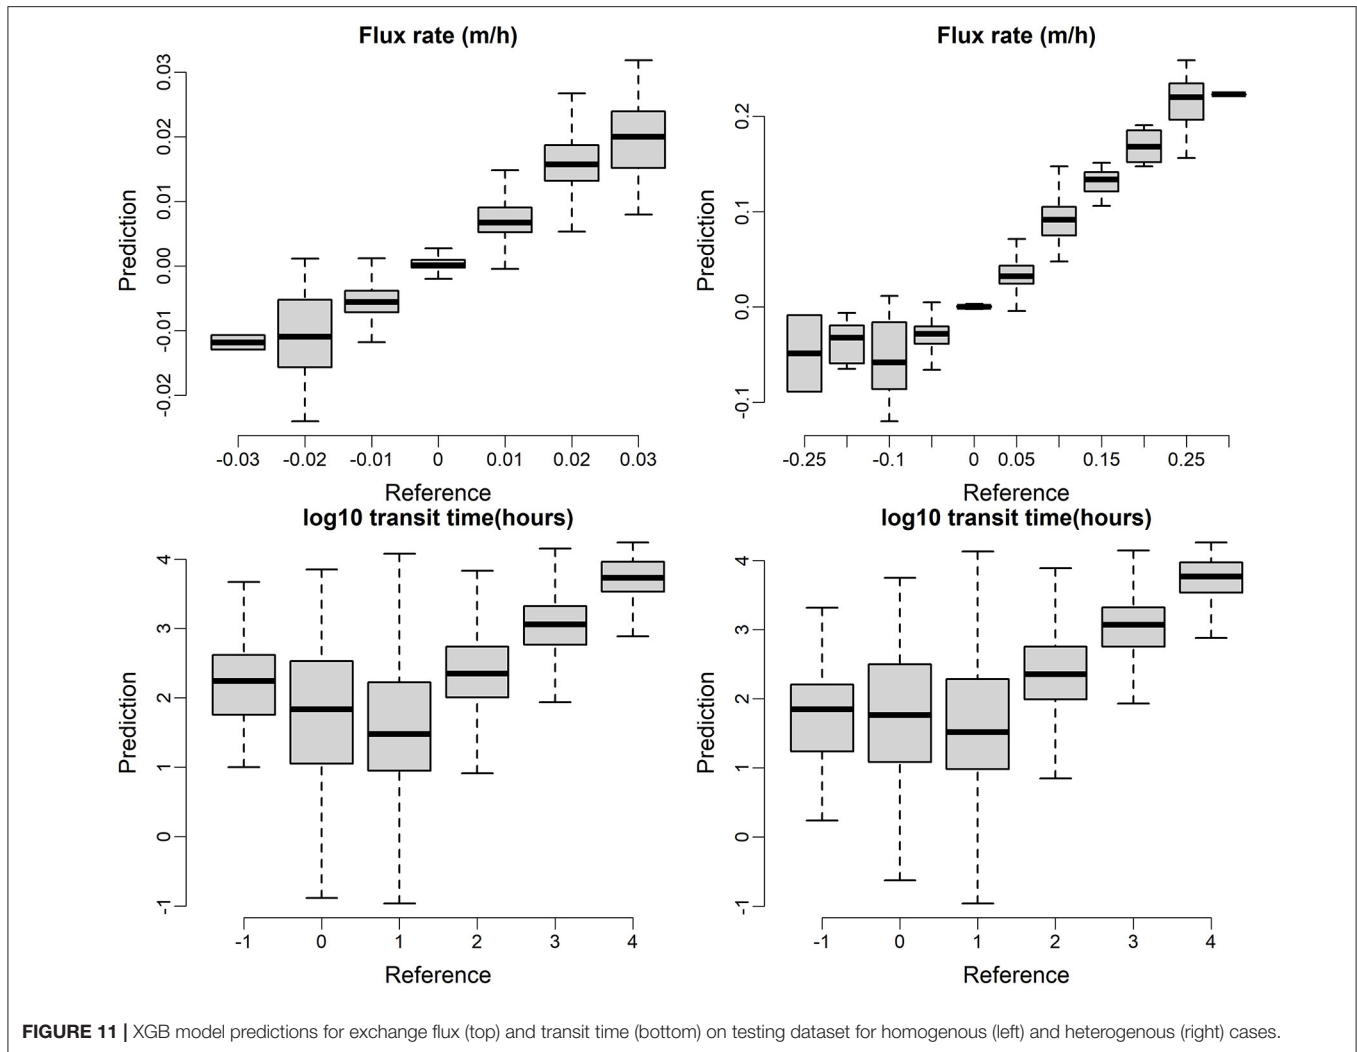 Flux rate (m/h)
Prediction
0.03
0.02
0.01
0.00
-0.01
-0.02
-0.03 -0.02 -0.01 0 0.01 0.02 0.03
Reference
Flux rate (m/h)
Prediction
0.2
0.1
0.0
-0.1
-0.25 -0.1 0 0.05 0.15 0.25
Reference
log10 transit time(hours)
Prediction
4
3
2
1
0
-1
-1 0 1 2 3 4
Reference
log10 transit time(hours)
Prediction
4
3
2
1
0
-1
-1 0 1 2 3 4
Reference
FIGURE 11 | XGB model predictions for exchange flux (top) and transit time (bottom) on testing dataset for homogenous (left) and heterogenous (right) cases.